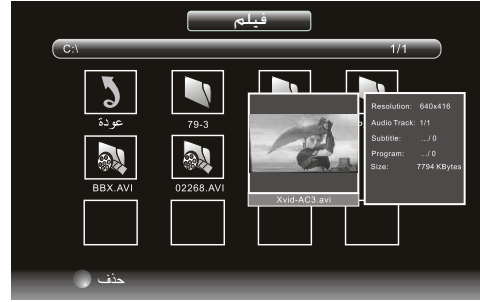 فيلم
C:\ 1/1
عودة
79-3
BBX.AVI
02268.AVI
Xvid-AC3.avi
Resolution: 640x416
Audio Track: 1/1
Subtitle: .../ 0
Program: .../ 0
Size: 7794 KBytes
حذف